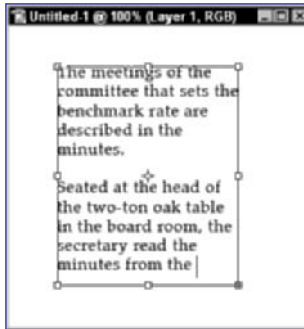 Untitled-1 @ 100% (Layer 1, RGB)
The meetings of the
committee that sets the
benchmark rate are
described in the
minutes.
Seated at the head of
the two-ton oak table
in the board room, the
secretary read the
minutes from the